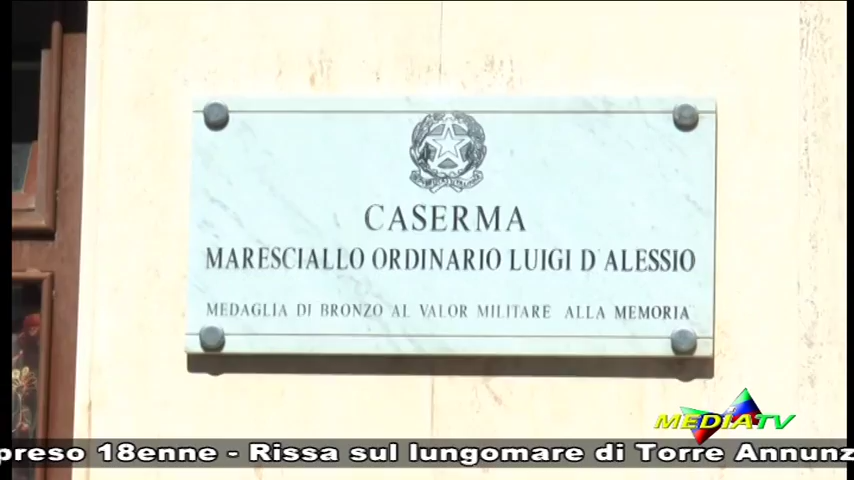 CASERMA
MARESCIALLO ORDINARIO LUIGI D'ALESSIO
MEDAGLIA DI BRONZO AL VALOR MILITARE ALLA MEMORIA
MEDIATV
preso 18enne - Rissa sul lungomare di Torre Annunz